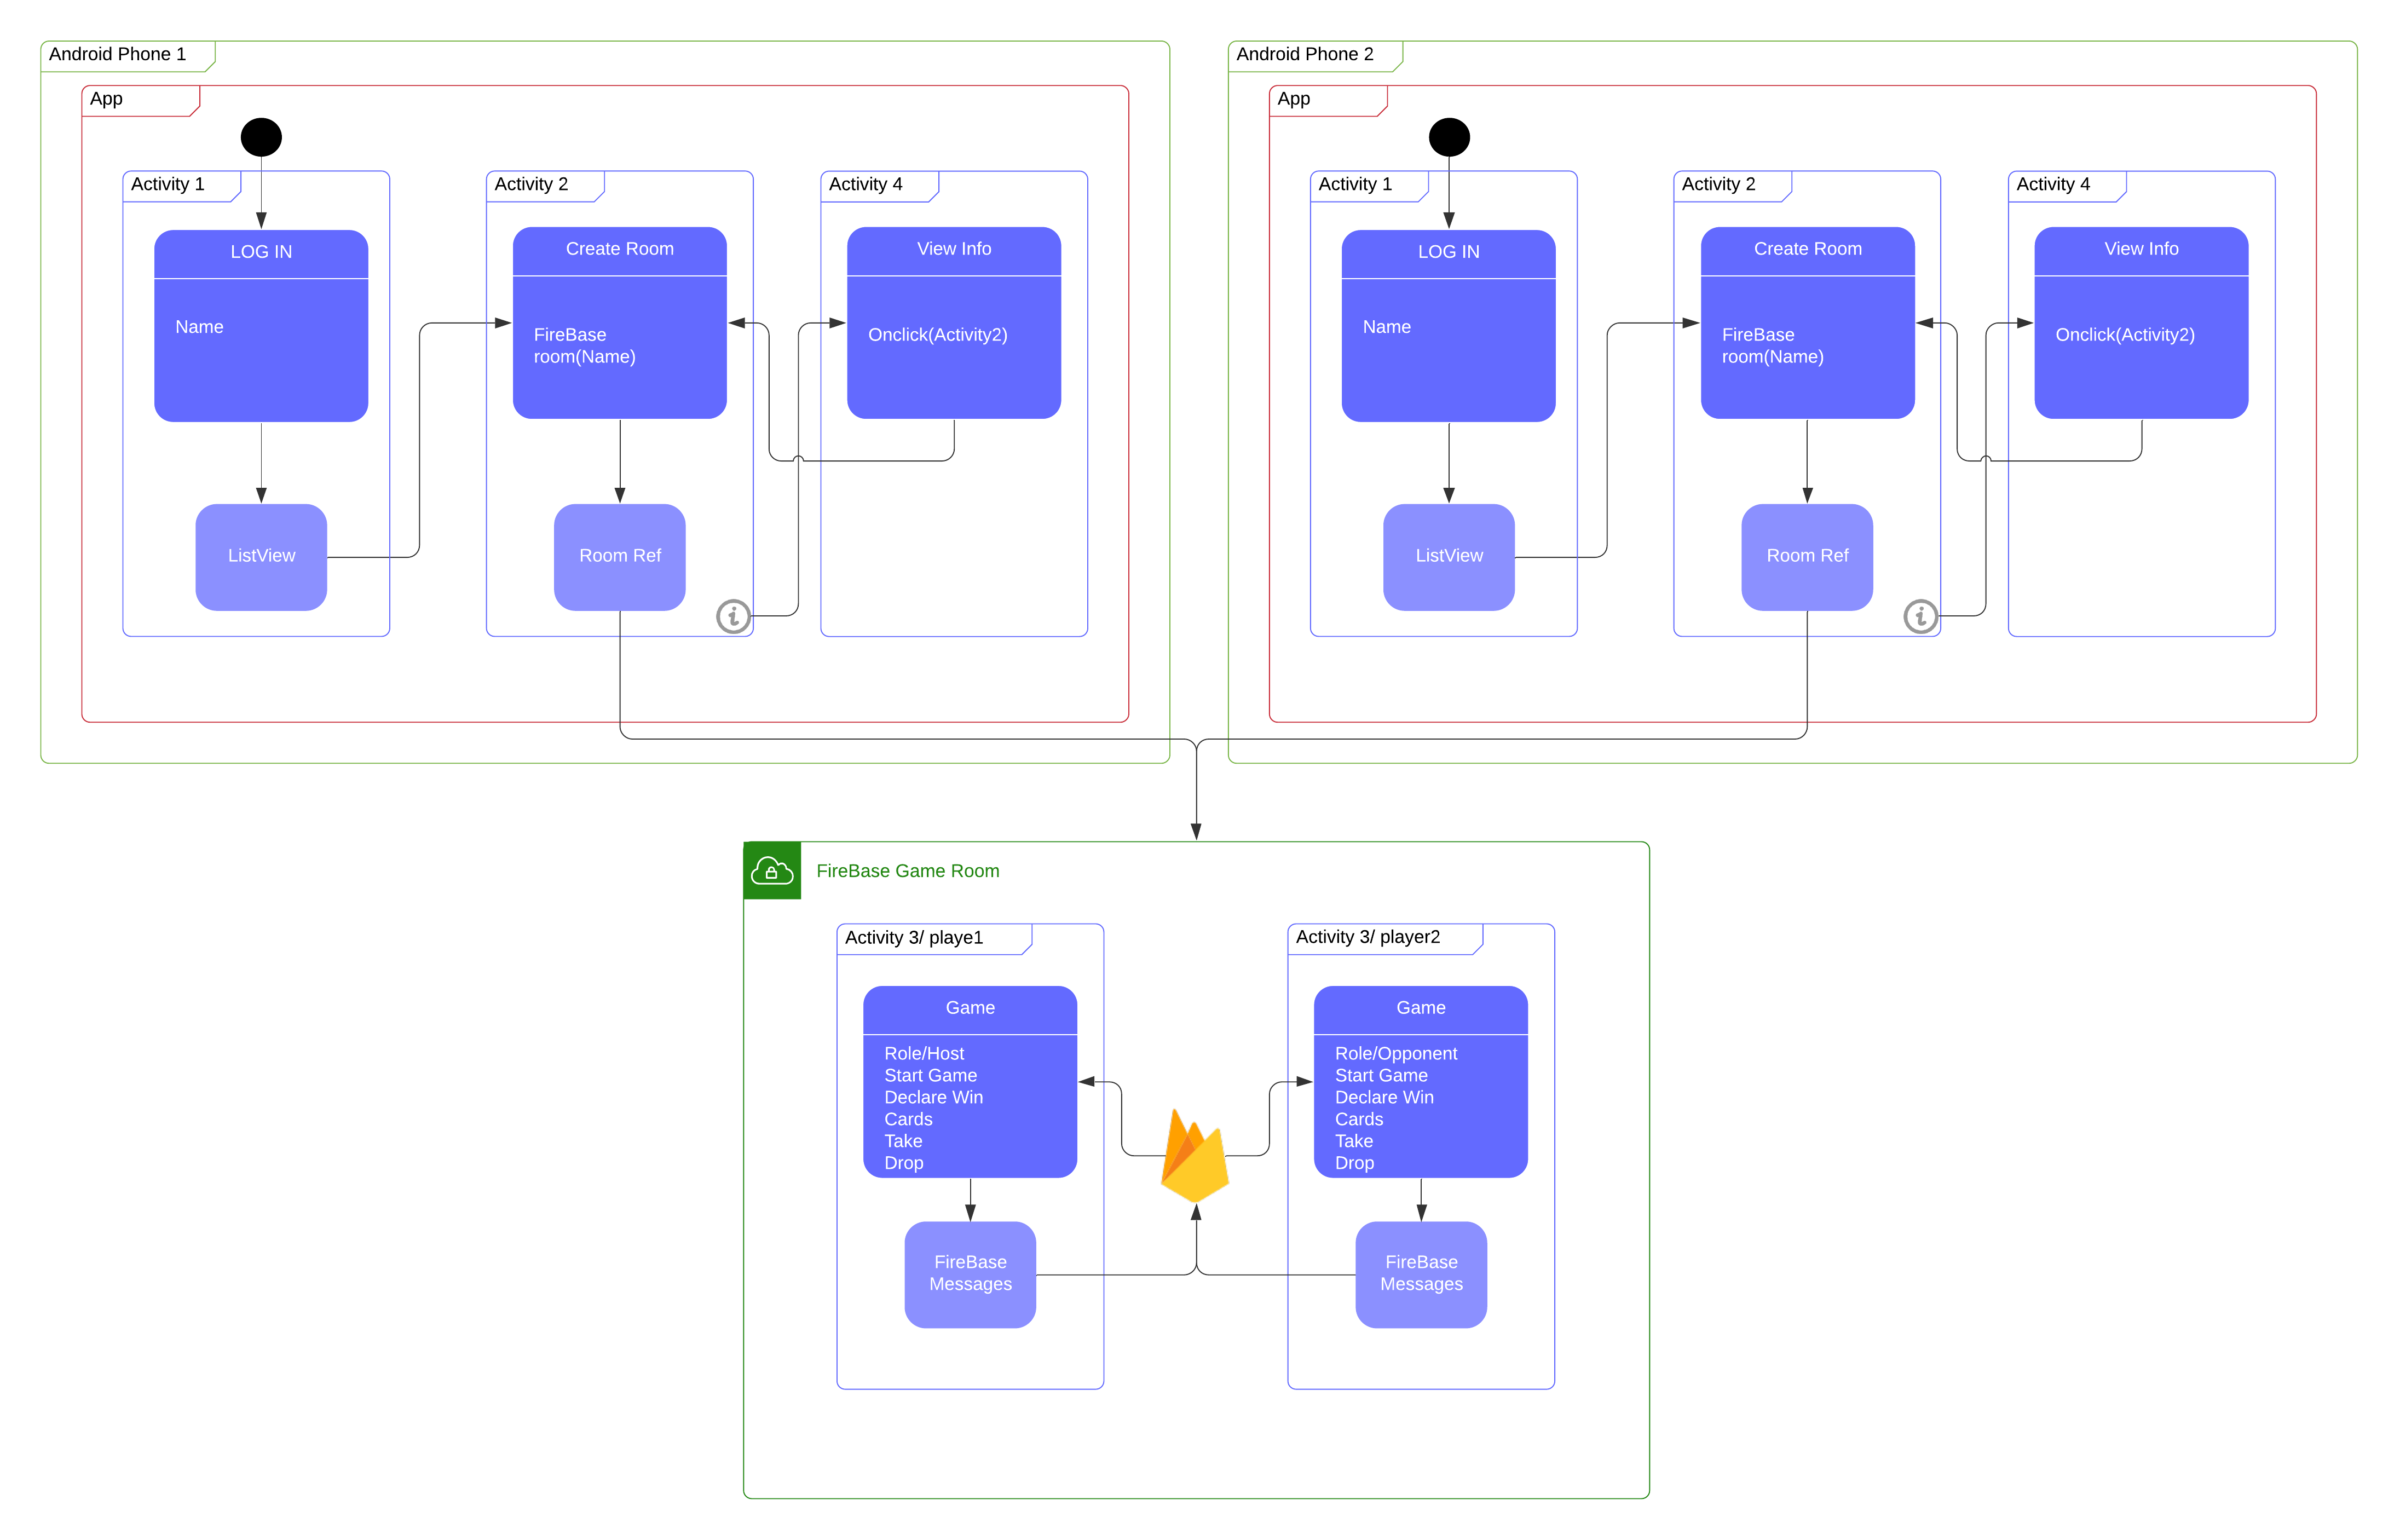 Android Phone 1
App
Activity 1
LOG IN
Name
ListView
Activity 2
Create Room
FireBase
room(Name)
Room Ref
Activity 4
View Info
Onclick(Activity2)
Android Phone 2
App
Activity 1
LOG IN
Name
ListView
Activity 2
Create Room
FireBase
room(Name)
Room Ref
Activity 4
View Info
Onclick(Activity2)
FireBase Game Room
Activity 3/ playe1
Game
Role/Host
Start Game
Declare Win
Cards
Take
Drop
FireBase
Messages
Activity 3/ player2
Game
Role/Opponent
Start Game
Declare Win
Cards
Take
Drop
FireBase
Messages